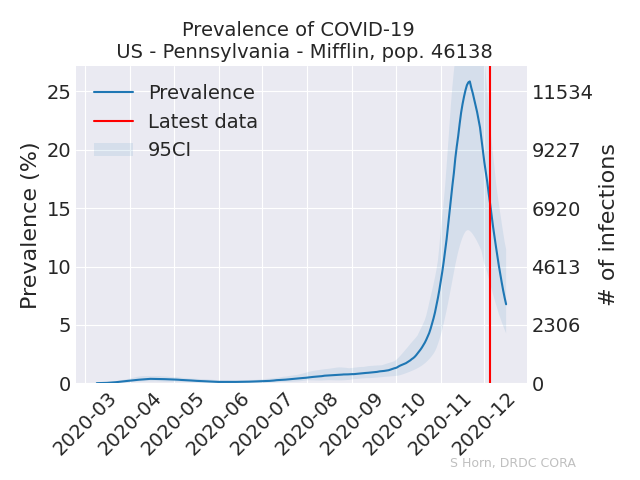 Prevalence of COVID-19
US - Pennsylvania - Mifflin, pop. 46138
Prevalence
Latest data
95CI
Prevalence (%)
25
20
15
10
5
0
11534
9227
6920
4613
2306
0
# of infections
2020-03
2020-04
2020-05
2020-06
2020-07
2020-08
2020-09
2020-10
2020-11
2020-12
S Horn, DRDC CORA